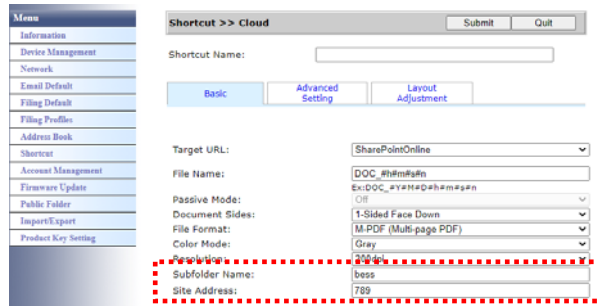 Menu
Information
Device Management
Network
Email Default
Filing Default
Filing Profiles
Address Book
Shortcut
Account Management
Firmware Update
Public Folder
Import/Export
Product Key Setting
Shortcut >> Cloud
Submit
Quit
Shortcut Name:
Basic
Advanced
Setting
Layout
Adjustment
Target URL: SharePointOnline
File Name: DOC_#h#m#s#n
Ex:DOC_#Y#M#D#h#m#s#n
Passive Mode: Off
Document Sides: 1-Sided Face Down
File Format: M-PDF (Multi-page PDF)
Color Mode: Gray
Resolution: 200dpi
Subfolder Name: bess
Site Address: 789